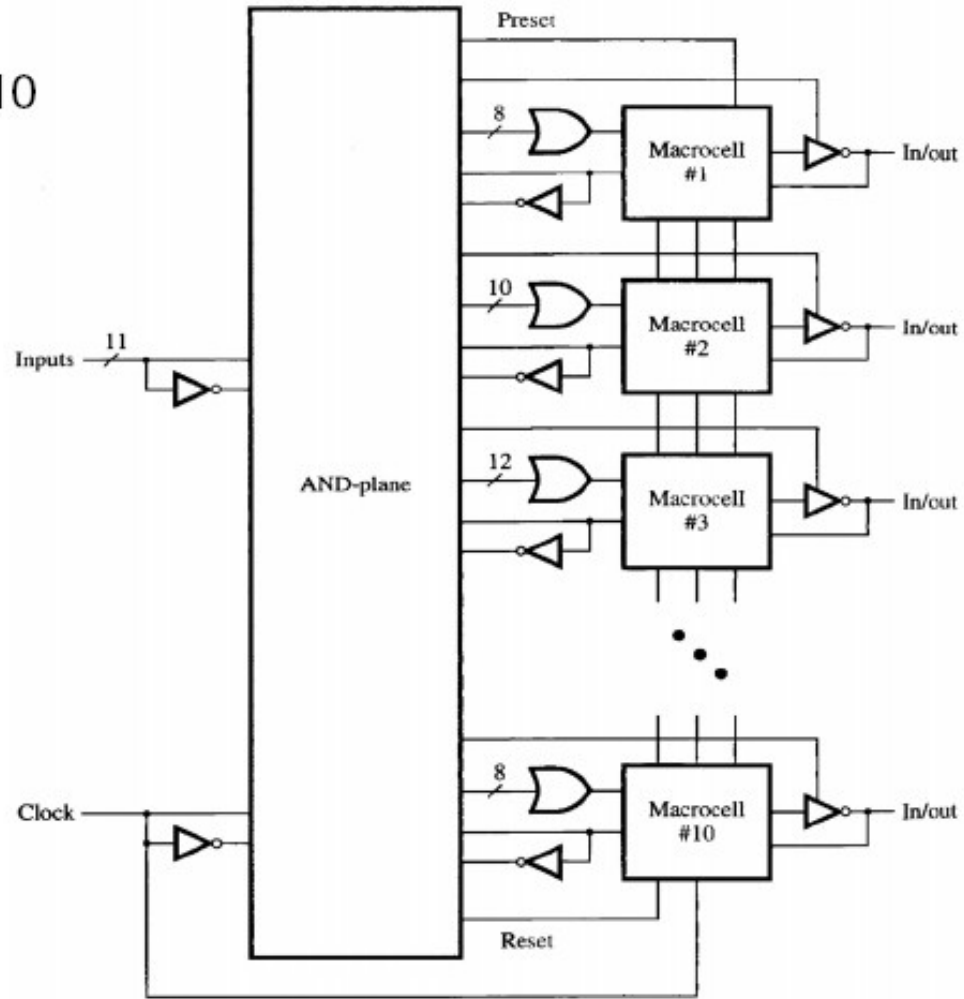 Preset
10
8
Macrocell
#1
In/out
10
Macrocell
#2
In/out
11
Inputs
12
Macrocell
#3
In/out
AND-plane
8
Macrocell
#10
In/out
Clock
Reset